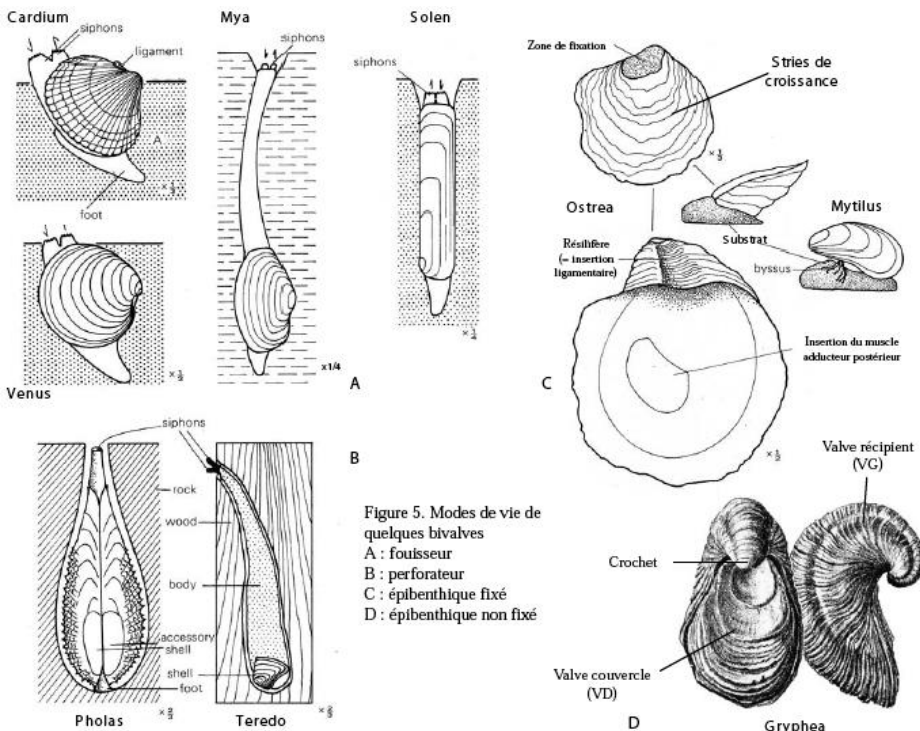 Cardium
siphons
ligament
A
foot
× 1/3
Mya
siphons
x1/4
Solen
siphons
× 1/2
Venus
× 1/2
A
Zone de fixation
Stries de
croissance
× 1/3
Ostrea
Substrat
Mytilus
byssus
Résilifère
(= insertion
ligamentaire)
Insertion du muscle
adducteur postérieur
C
× 1/2
siphons
rock
wood
body
accessory
shell
shell
foot
Pholas
Teredo
B
Figure 5. Modes de vie de
quelques bivalves
A : fouisseur
B : perforateur
C : épibenthique fixé
D : épibenthique non fixé
Valve récipient
(VG)
Crochet
Valve couvercle
(VD)
D
Gryphea